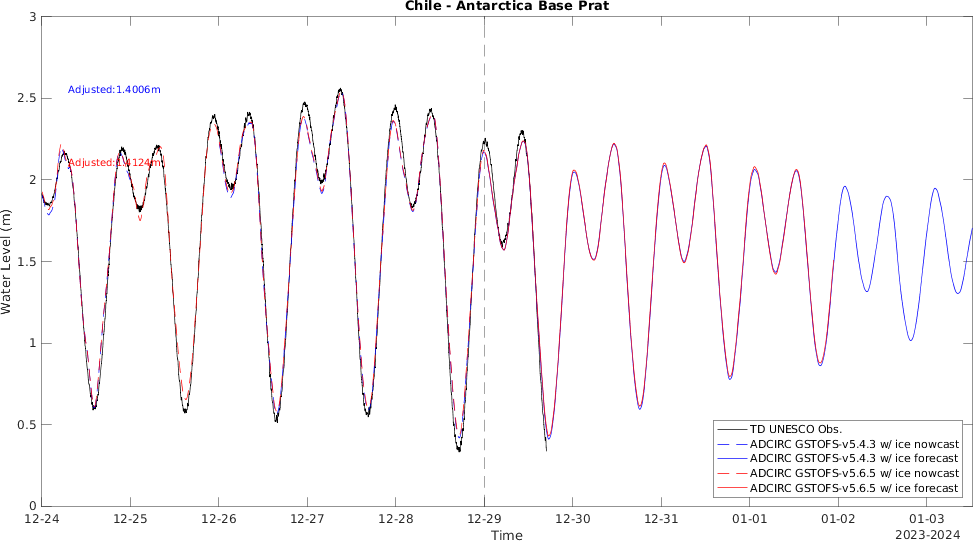 Chile - Antarctica Base Prat
3
2.5
2
1.5
1
0.5
0
Water Level (m)
Adjusted:1.4006m
Adjusted:1.4124m
TD UNESCO Obs.
ADCIRC GSTOFS-v5.4.3 w/ ice nowcast
ADCIRC GSTOFS-v5.4.3 w/ ice forecast
ADCIRC GSTOFS-v5.6.5 w/ ice nowcast
ADCIRC GSTOFS-v5.6.5 w/ ice forecast
12-24 12-25 12-26 12-27 12-28 12-29 12-30 12-31 01-01 01-02 01-03
Time
2023-2024